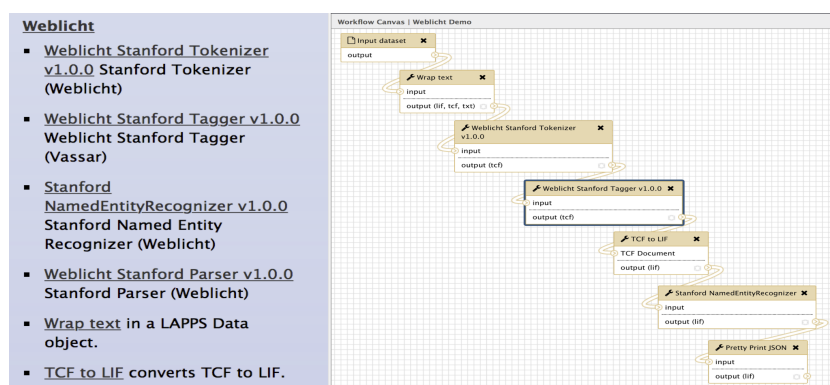 Weblicht
▪ Weblicht Stanford Tokenizer
v1.0.0 Stanford Tokenizer
(Weblicht)
▪ Weblicht Stanford Tagger v1.0.0
Weblicht Stanford Tagger
(Vassar)
▪ Stanford
NamedEntityRecognizer v1.0.0
Stanford Named Entity
Recognizer (Weblicht)
▪ Weblicht Stanford Parser v1.0.0
Stanford Parser (Weblicht)
▪ Wrap text in a LAPPS Data
object.
▪ TCF to LIF converts TCF to LIF.
Workflow Canvas | Weblicht Demo
Input dataset
output
Wrap text
input
output (lif, tcf, txt)
Weblicht Stanford Tokenizer
v1.0.0
input
output (tcf)
Weblicht Stanford Tagger v1.0.0
input
output (tcf)
TCF to LIF
TCF Document
output (lif)
Stanford NamedEntityRecognizer
input
output (lif)
Pretty Print JSON
input
output (lif)